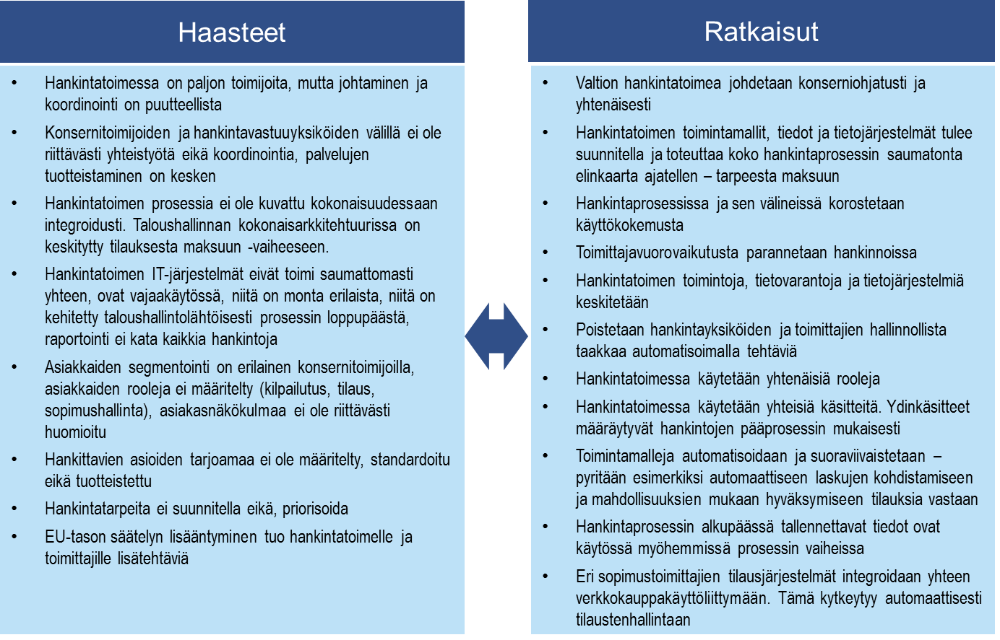 Haasteet
• Hankintatoimessa on paljon toimijoita, mutta johtaminen ja
koordinointi on puutteellista
• Konsernitoimijoiden ja hankintavastuuyksiköiden välillä ei ole
riittävästi yhteistyötä eikä koordinointia, palvelujen
tuotteistaminen on kesken
• Hankintatoimen prosessia ei ole kuvattu kokonaisuudessaan
integroidusti. Taloushallinnan kokonaisarkkitehtuurissa on
keskitytty tilauksesta maksuun -vaiheeseen.
• Hankintatoimen IT-järjestelmät eivät toimi saumattomasti
yhteen, ovat vajaakäytössä, niitä on monta erilaista, niitä on
kehitetty taloushallintolähtöisesti prosessin loppupäästä,
raportointi ei kata kaikkia hankintoja
• Asiakkaiden segmentointi on erilainen konsernitoimijoilla,
asiakkaiden rooleja ei määritelty (kilpailutus, tilaus,
sopimushallinta), asiakasnäkökulmaa ei ole riittävästi
huomioitu
• Hankittavien asioiden tarjoamaa ei ole määritelty, standardoitu
eikä tuotteistettu
• Hankintatarpeita ei suunnitella eikä, priorisoida
• EU-tason säätelyn lisääntyminen tuo hankintatoimelle ja
toimittajille lisätehtäviä
Ratkaisut
• Valtion hankintatoimea johdetaan konserniohjatusti ja
yhtenäisesti
• Hankintatoimen toimintamallit, tiedot ja tietojärjestelmät tulee
suunnitella ja toteuttaa koko hankintaprosessin saumatonta
elinkaarta ajatellen – tarpeesta maksuun
• Hankintaprosessissa ja sen välineissä korostetaan
käyttökokemusta
• Toimittajavuorovaikutusta parannetaan hankinnoissa
• Hankintatoimen toimintoja, tietovarantoja ja tietojärjestelmiä
keskitetään
• Poistetaan hankintayksiköiden ja toimittajien hallinnollista
taakkaa automatisoimalla tehtäviä
• Hankintatoimessa käytetään yhtenäisiä rooleja
• Hankintatoimessa käytetään yhteisiä käsitteitä. Ydinkäsitteet
määräytyvät hankintojen pääprosessin mukaisesti
• Toimintamalleja automatisoidaan ja suoraviivaistetaan –
pyritään esimerkiksi automaattiseen laskujen kohdistamiseen
ja mahdollisuuksien mukaan hyväksymiseen tilauksia vastaan
• Hankintaprosessin alkupäässä tallennettavat tiedot ovat
käytössä myöhemmissä prosessin vaiheissa
• Eri sopimustoimittajien tilausjärjestelmät integroidaan yhteen
verkkokauppakäyttöliittymään. Tämä kytkeytyy automaattisesti
tilaustenhallintaan